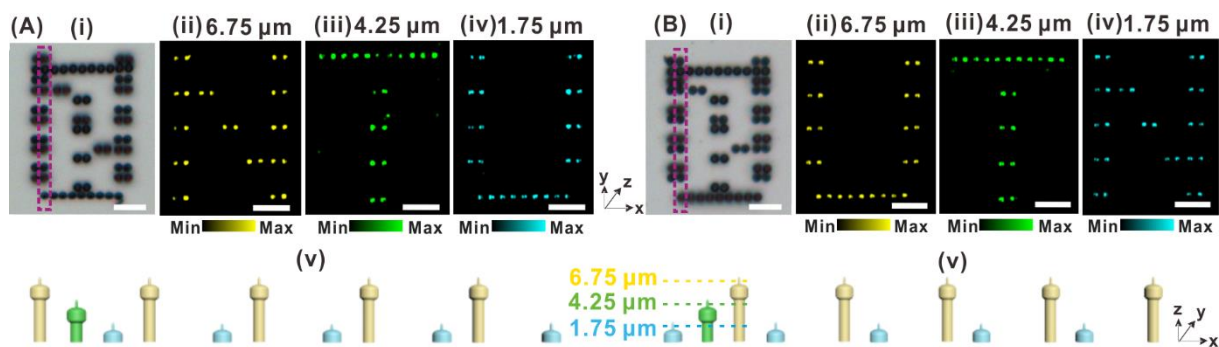 (A) (i) (ii) 6.75 μm (iii) 4.25 μm (iv) 1.75 μm (B) (i) (ii) 6.75 μm (iii) 4.25 μm (iv) 1.75 μm
y z x
Min Max Min Max Min Max Min Max Min Max Min Max
(v) (v)
6.75 μm
4.25 μm
1.75 μm
z y x